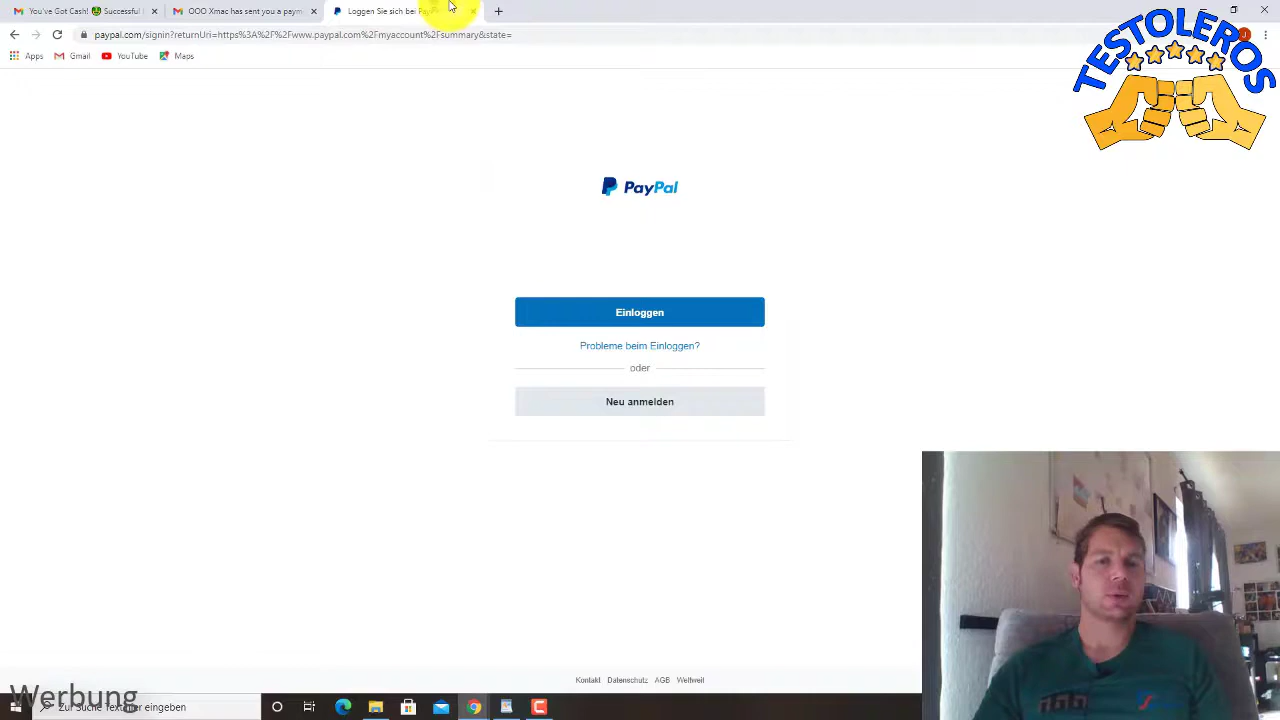 You've Got Cash! 🤑 Successful
OOO Xmac has sent you a paym
Loggen Sie sich bei Pay
paypal.com/signin?returnUri=https%3A%2F%2Fwww.paypal.com%2Fmyaccount%2Fsummary&state=
Apps
Gmail
YouTube
Maps
TESTOLEROS
PayPal
Einloggen
Probleme beim Einloggen?
oder
Neu anmelden
Kontakt Datenschutz AGB Weltweit
Werbung
Zur Suche Text hier eingeben